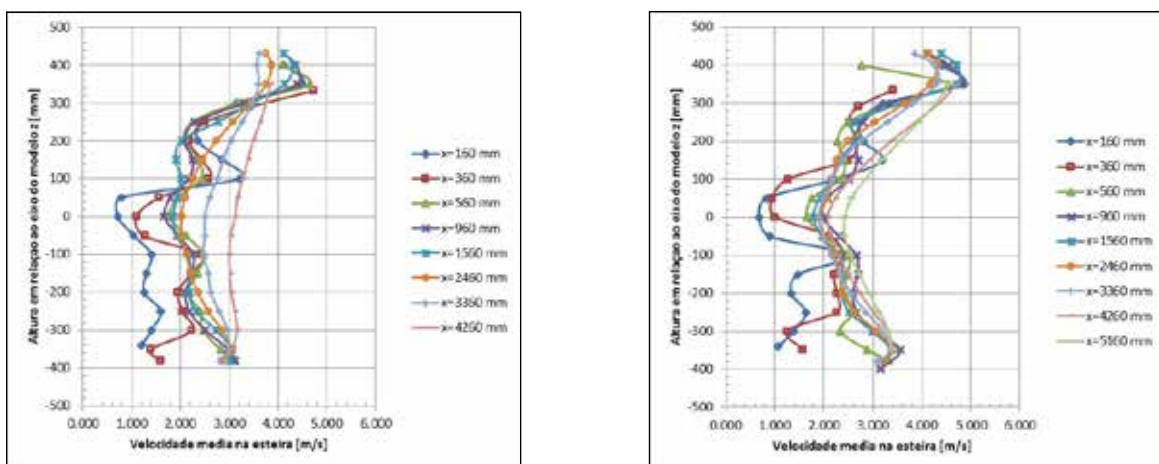 500
400
300
200
100
0
-100
-200
-300
-400
-500
Altura em relação ao eixo do modelo z [mm]
0.000 1.000 2.000 3.000 4.000 5.000 6.000
Velocidade media na esteira [m/s]
x=160 mm
x=360 mm
x=560 mm
x=960 mm
x=1560 mm
x=2460 mm
x=3360 mm
x=4260 mm
500
400
300
200
100
0
-100
-200
-300
-400
-500
Altura em relação ao eixo do modelo z [mm]
0.000 1.000 2.000 3.000 4.000 5.000 6.000
Velocidade media na esteira [m/s]
x=160 mm
x=360 mm
x=560 mm
x=960 mm
x=1560 mm
x=2460 mm
x=3360 mm
x=4260 mm
x=5160 mm